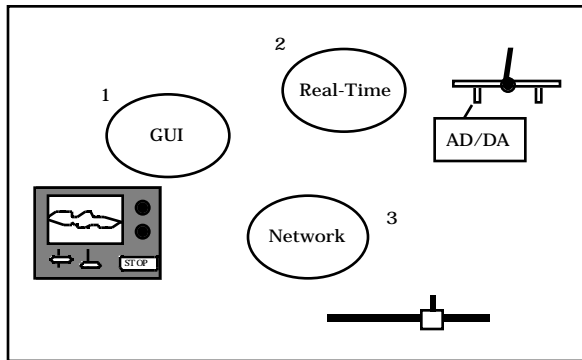 2
Real-Time
1
GUI
AD/DA
3
Network
STOP